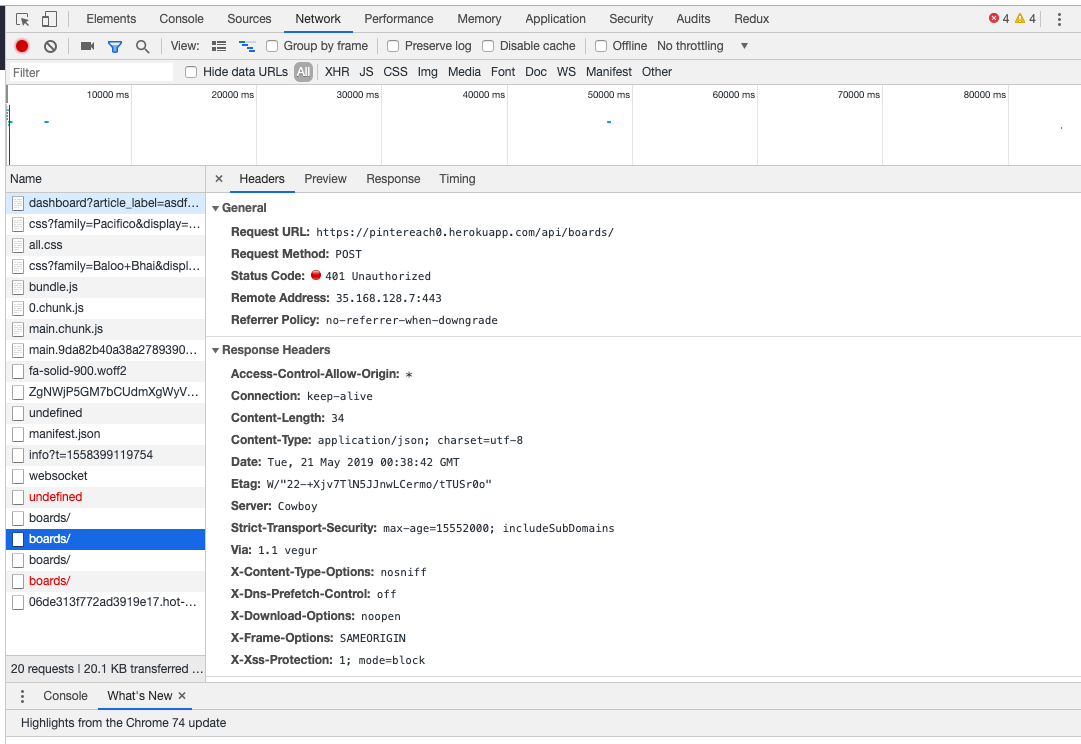 Elements Console Sources Network Performance Memory Application Security Audits Redux 4 4
View: Group by frame Preserve log Disable cache Offline No throttling
Filter Hide data URLs All XHR JS CSS Img Media Font Doc WS Manifest Other
10000 ms 20000 ms 30000 ms 40000 ms 50000 ms 60000 ms 70000 ms 80000 ms
Name
dashboard?article_label=asdf...
css?family=Pacifico&display=...
all.css
css?family=Baloo+Bhai&displ...
bundle.js
0.chunk.js
main.chunk.js
main.9da82b40a38a2789390...
fa-solid-900.woff2
ZgNWjP5GM7bCUdmXgWyV...
undefined
manifest.json
info?t=1558399119754
websocket
undefined
boards/
boards/
boards/
boards/
06de313f772ad3919e17.hot-...
20 requests | 20.1 KB transferred ...
× Headers Preview Response Timing
General
Request URL: https://pintereach0.herokuapp.com/api/boards/
Request Method: POST
Status Code: 401 Unauthorized
Remote Address: 35.168.128.7:443
Referrer Policy: no-referrer-when-downgrade
Response Headers
Access-Control-Allow-Origin: *
Connection: keep-alive
Content-Length: 34
Content-Type: application/json; charset=utf-8
Date: Tue, 21 May 2019 00:38:42 GMT
Etag: W/"22-+Xjv7TlN5JJnwLCermo/tTUSr0o"
Server: Cowboy
Strict-Transport-Security: max-age=15552000; includeSubDomains
Via: 1.1 vegur
X-Content-Type-Options: nosniff
X-Dns-Prefetch-Control: off
X-Download-Options: noopen
X-Frame-Options: SAMEORIGIN
X-Xss-Protection: 1; mode=block
Console What's New ×
Highlights from the Chrome 74 update